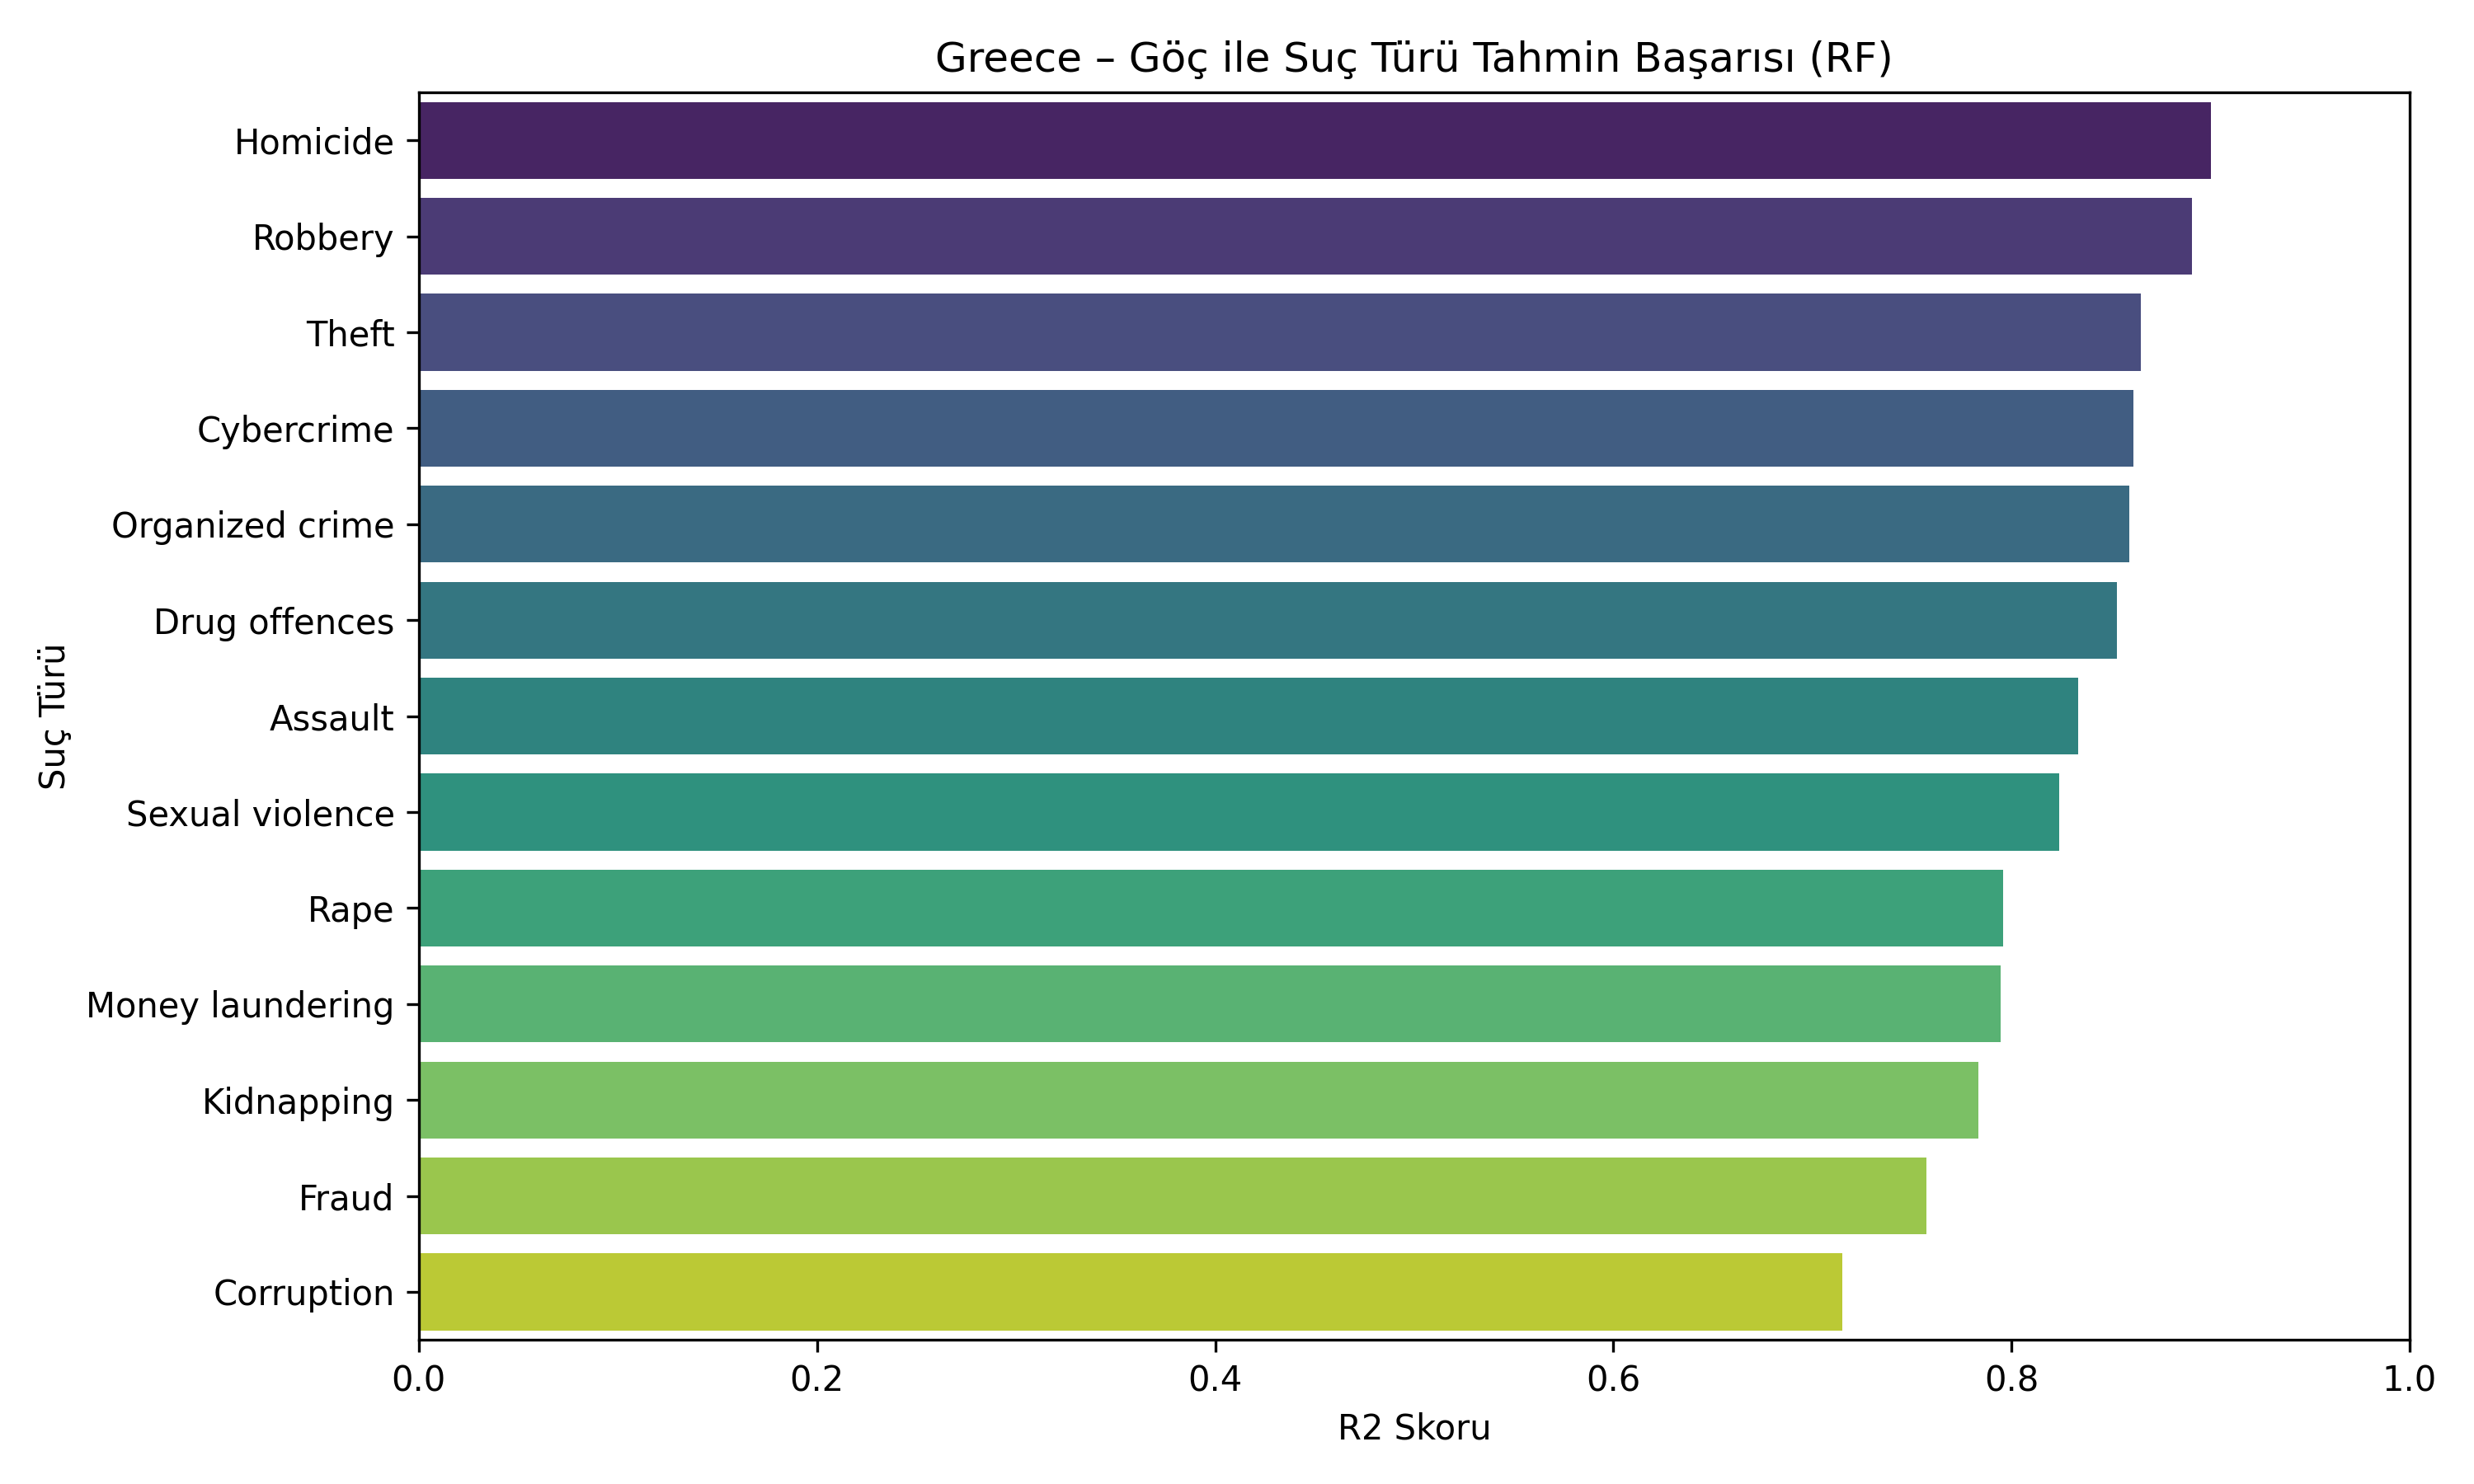 Greece – Göç ile Suç Türü Tahmin Başarısı (RF)
Suç Türü
Homicide
Robbery
Theft
Cybercrime
Organized crime
Drug offences
Assault
Sexual violence
Rape
Money laundering
Kidnapping
Fraud
Corruption
0.0 0.2 0.4 0.6 0.8 1.0
R2 Skoru